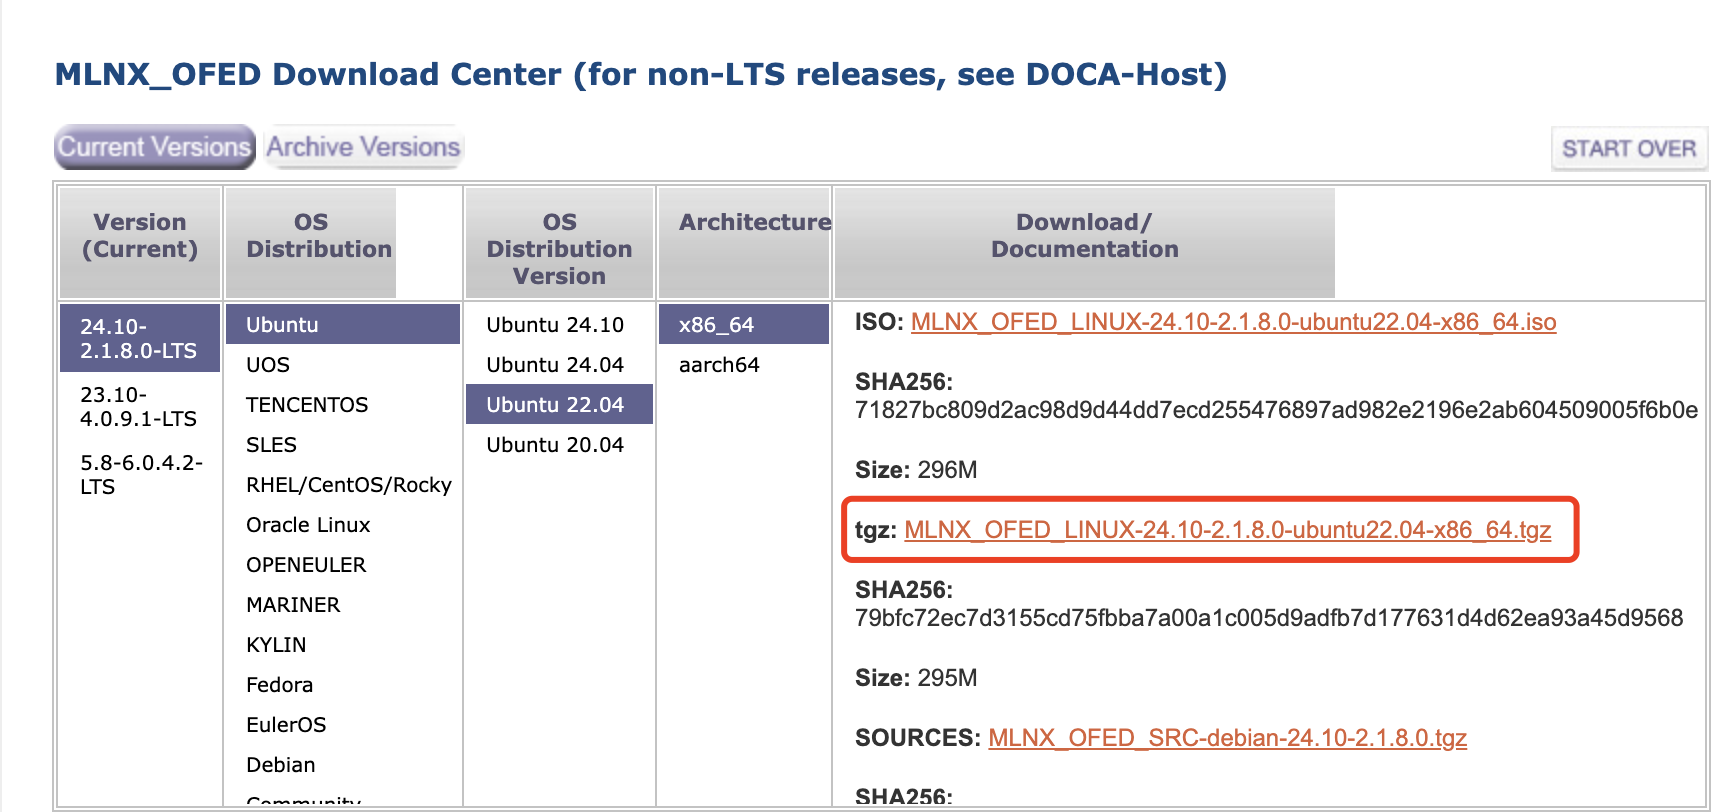 MLNX_OFED Download Center (for non-LTS releases, see DOCA-Host)
Current Versions
Archive Versions
START OVER
Version
(Current)
OS
Distribution
OS
Distribution
Version
Architecture
Download/
Documentation
24.10-
2.1.8.0-LTS
23.10-
4.0.9.1-LTS
5.8-6.0.4.2-
LTS
Ubuntu
UOS
TENCENTOS
SLES
RHEL/CentOS/Rocky
Oracle Linux
OPENEULER
MARINER
KYLIN
Fedora
EulerOS
Debian
Community
Ubuntu 24.10
Ubuntu 24.04
Ubuntu 22.04
Ubuntu 20.04
x86_64
aarch64
ISO: MLNX_OFED_LINUX-24.10-2.1.8.0-ubuntu22.04-x86_64.iso
SHA256:
71827bc809d2ac98d9d44dd7ecd255476897ad982e2196e2ab604509005f6b0e
Size: 296M
tgz: MLNX_OFED_LINUX-24.10-2.1.8.0-ubuntu22.04-x86_64.tgz
SHA256:
79bfc72ec7d3155cd75fbba7a00a1c005d9adfb7d177631d4d62ea93a45d9568
Size: 295M
SOURCES: MLNX_OFED_SRC-debian-24.10-2.1.8.0.tgz
SHA256: